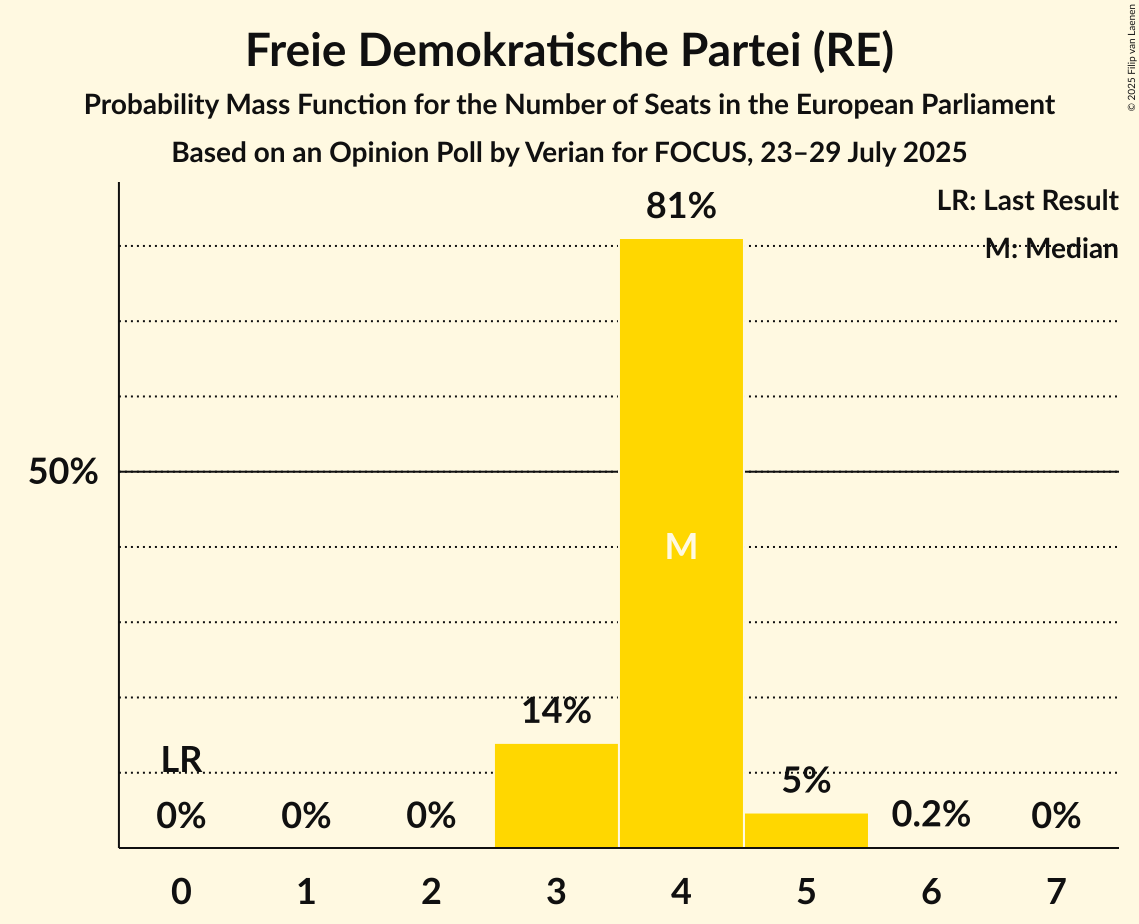 Freie Demokratische Partei (RE)
Probability Mass Function for the Number of Seats in the European Parliament
Based on an Opinion Poll by Verian for FOCUS, 23–29 July 2025
© 2025 Filip van Laenen
LR: Last Result
M: Median
81%
50%
M
14%
LR
5%
0% 0% 0% 0.2% 0%
0 1 2 3 4 5 6 7